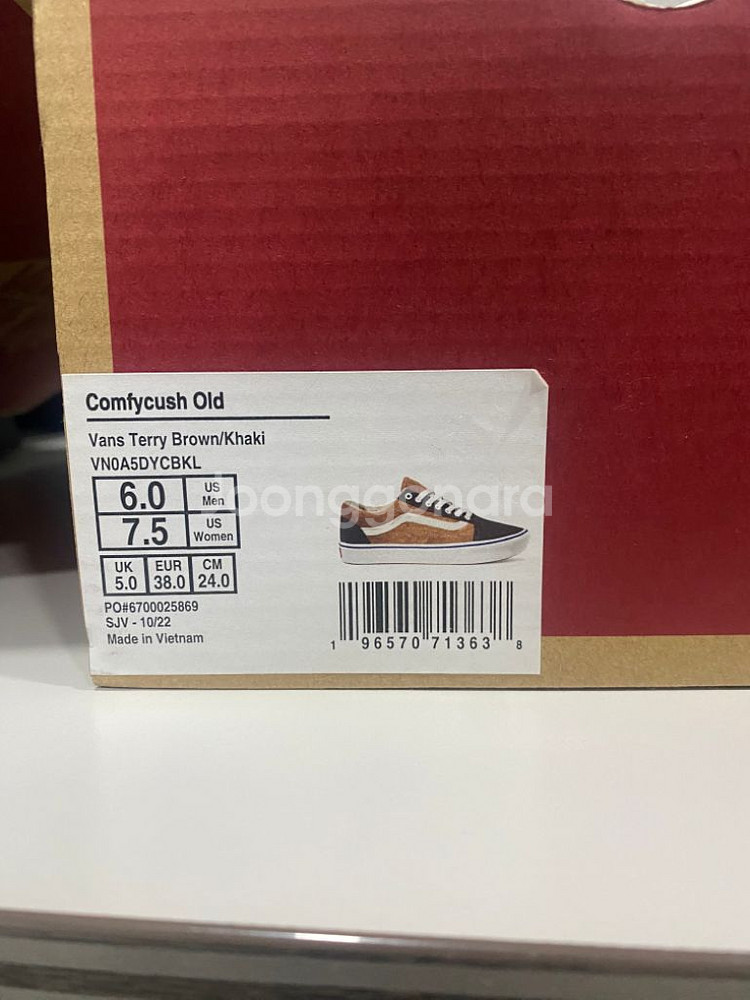 Comfycush Old
Vans Terry Brown/Khaki
VN0A5DYCBKL
6.0 US Men
7.5 US Women
UK EUR CM
5.0 38.0 24.0
PO#6700025869
SJV - 10/22
Made in Vietnam
1 96570 71363 8
Joonggonara